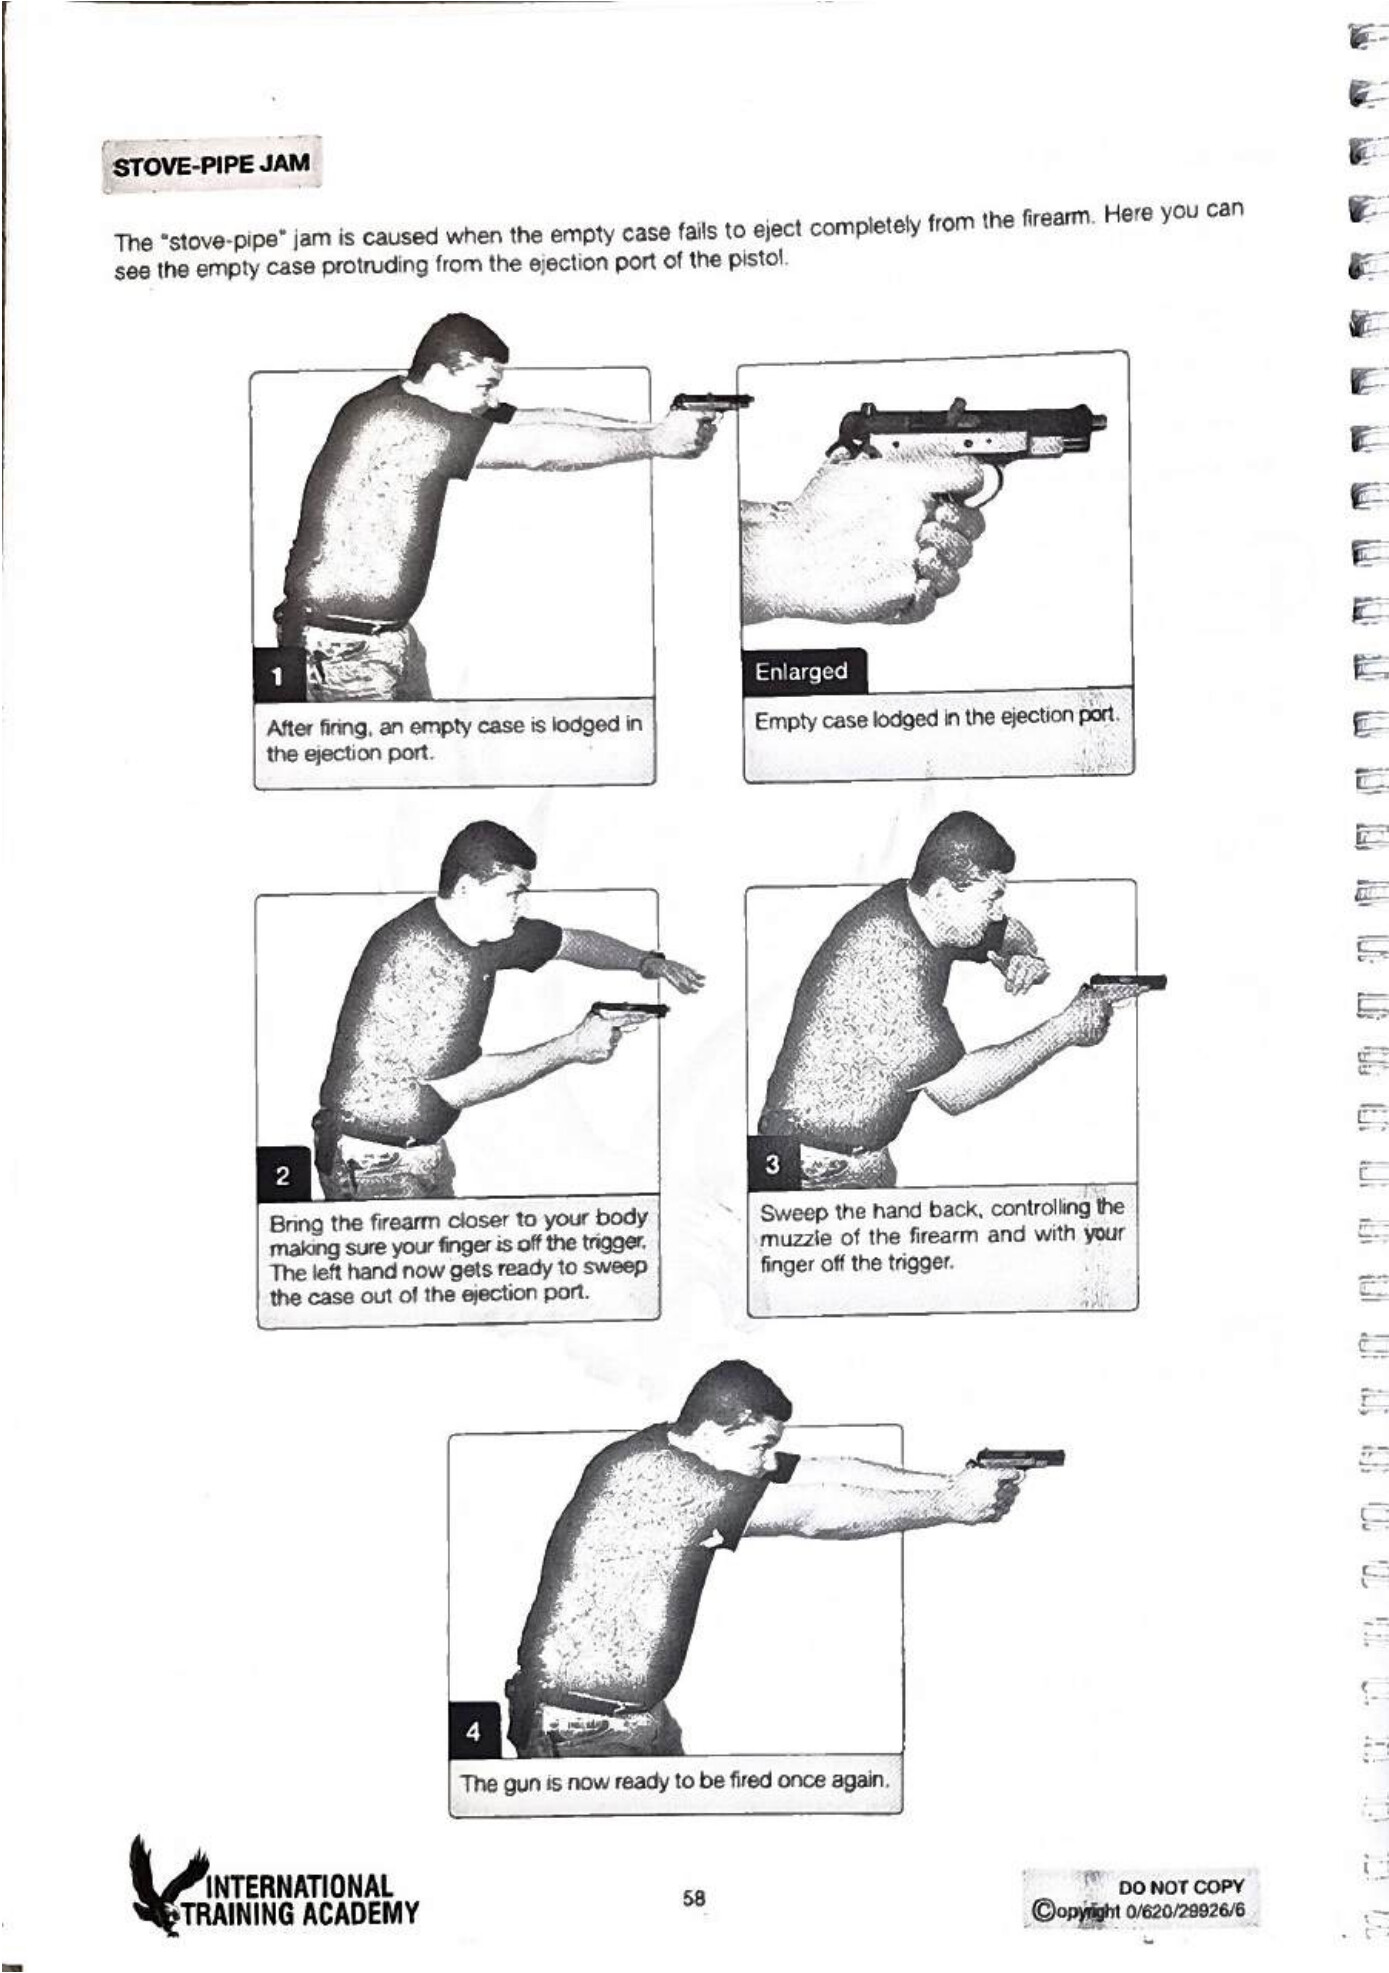 STOVE-PIPE JAM
The "stove-pipe" jam is caused when the empty case fails to eject completely from the firearm. Here you can
see the empty case protruding from the ejection port of the pistol.
1
After firing, an empty case is lodged in
the ejection port.
Enlarged
Empty case lodged in the ejection port.
2
Bring the firearm closer to your body
making sure your finger is off the trigger.
The left hand now gets ready to sweep
the case out of the ejection port.
3
Sweep the hand back, controlling the
muzzle of the firearm and with your
finger off the trigger.
4
The gun is now ready to be fired once again.
INTERNATIONAL
TRAINING ACADEMY
58
DO NOT COPY
©opyright 0/620/29926/6